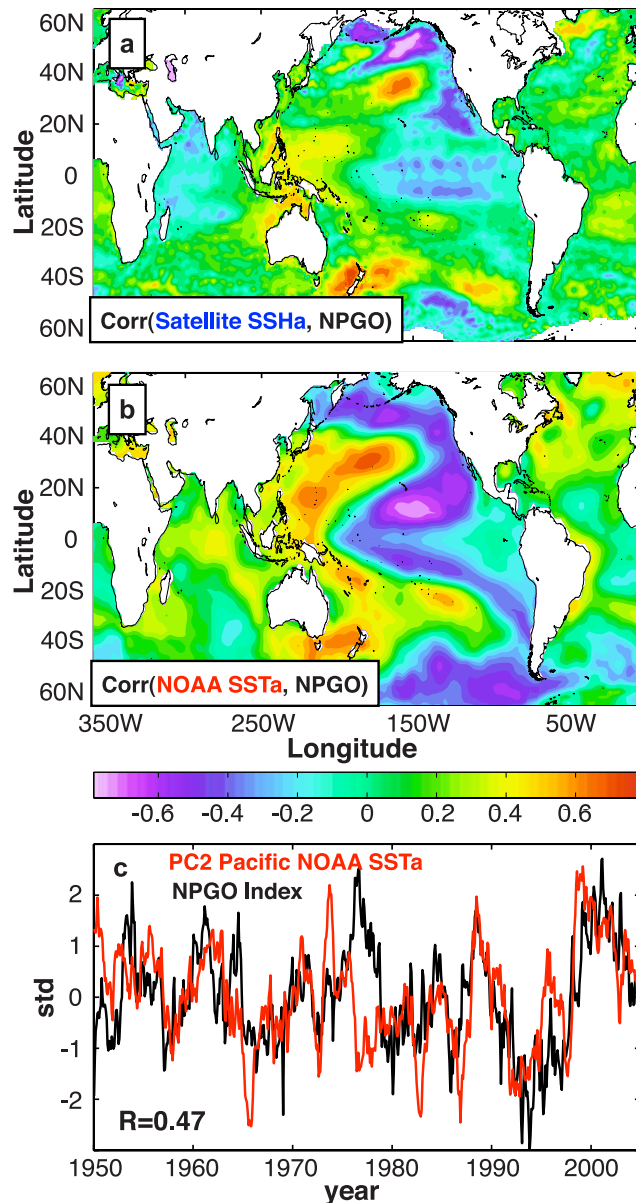 60N
a
40N
20N
0
20S
40S
60N
Latitude
Corr(Satellite SSHa, NPGO)
60N
b
40N
20N
0
20S
40S
60N
Latitude
Corr(NOAA SSTa, NPGO)
350W 250W 150W 50W
Longitude
-0.6 -0.4 -0.2 0 0.2 0.4 0.6
c
PC2 Pacific NOAA SSTa
NPGO Index
2
1
0
-1
-2
std
R=0.47
1950 1960 1970 1980 1990 2000
year